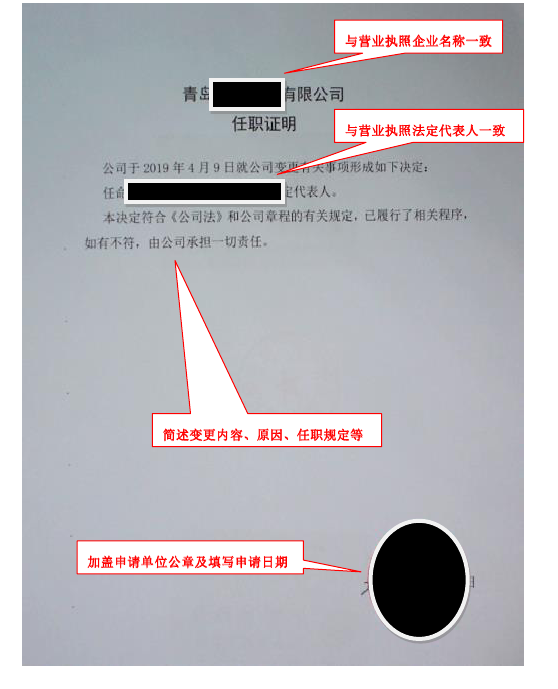 与营业执照企业名称一致
青岛 有限公司
任职证明
与营业执照法定代表人一致
公司于 2019 年 4 月 9 日就公司变更有关事项形成如下决定：
任命 定代表人。
本决定符合《公司法》和公司章程的有关规定，已履行了相关程序，
如有不符，由公司承担一切责任。
简述变更内容、原因、任职规定等
加盖申请单位公章及填写申请日期